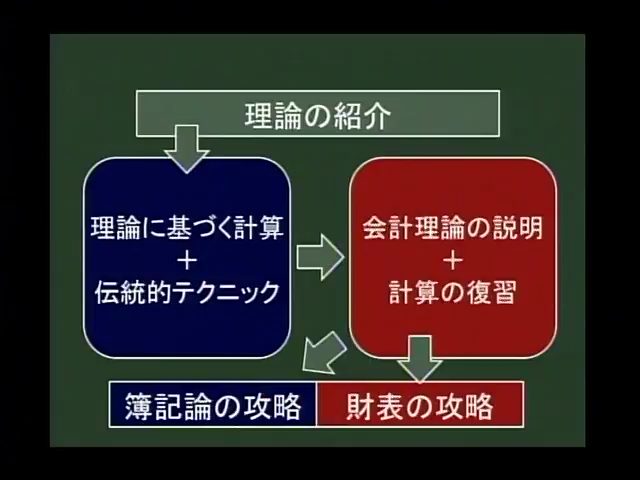 理論の紹介
理論に基づく計算
+
伝統的テクニック
会計理論の説明
+
計算の復習
簿記論の攻略
財表の攻略